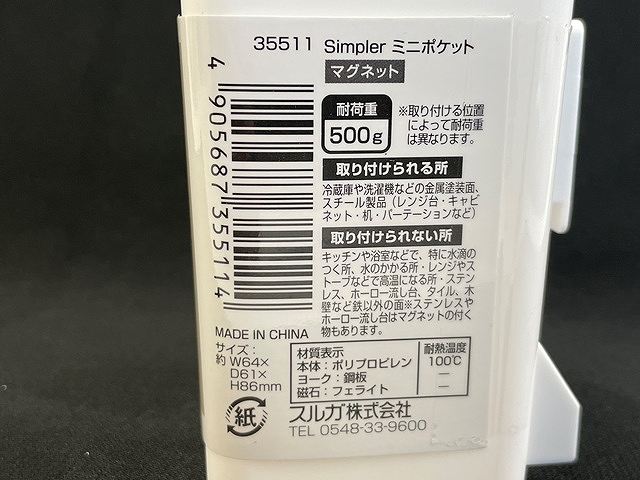 35511 Simpler ミニポケット
マグネット
4 905687 355114
耐荷重
500g
※取り付ける位置
によって耐荷重
は異なります。
取り付けられる所
冷蔵庫や洗濯機などの金属塗装面、
スチール製品（レンジ台・キャビ
ネット・机・パーテーションなど）
取り付けられない所
キッチンや浴室などで、特に水滴の
つく所、水のかかる所・レンジやス
トーブなどで高温になる所・ステン
レス、ホーロー流し台、タイル、木
壁など鉄以外の面※ステンレスや
ホーロー流し台はマグネットの付く
物もあります。
MADE IN CHINA
サイズ：
約 W64×
D61×
H86mm
材質表示
本体：ポリプロピレン
ヨーク：鋼板
磁石：フェライト
耐熱温度
100℃
―
―
紙
スルガ株式会社
TEL 0548-33-9600